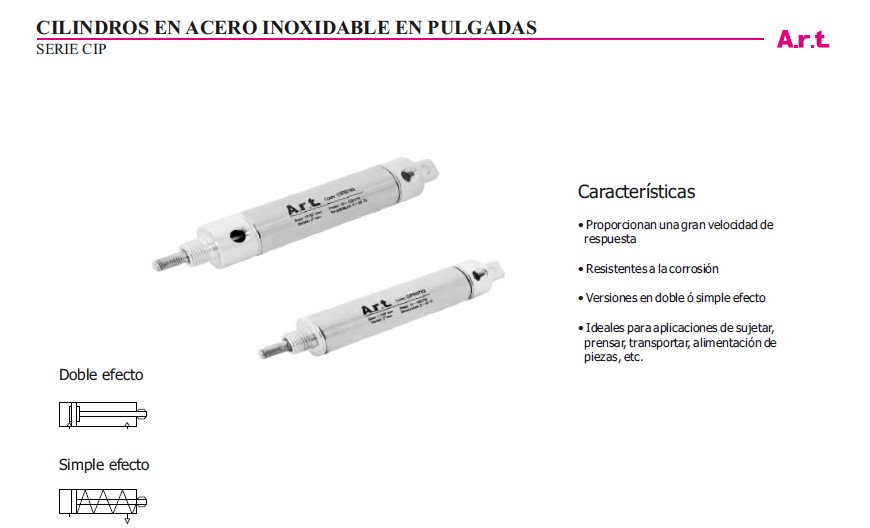 CILINDROS EN ACERO INOXIDABLE EN PULGADAS
SERIE CIP
A.r.t.
A.r.t.
A.r.t.
Características
• Proporcionan una gran velocidad de
respuesta
• Resistentes a la corrosión
• Versiones en doble ó simple efecto
• Ideales para aplicaciones de sujetar,
prensar, transportar, alimentación de
piezas, etc.
Doble efecto
Simple efecto